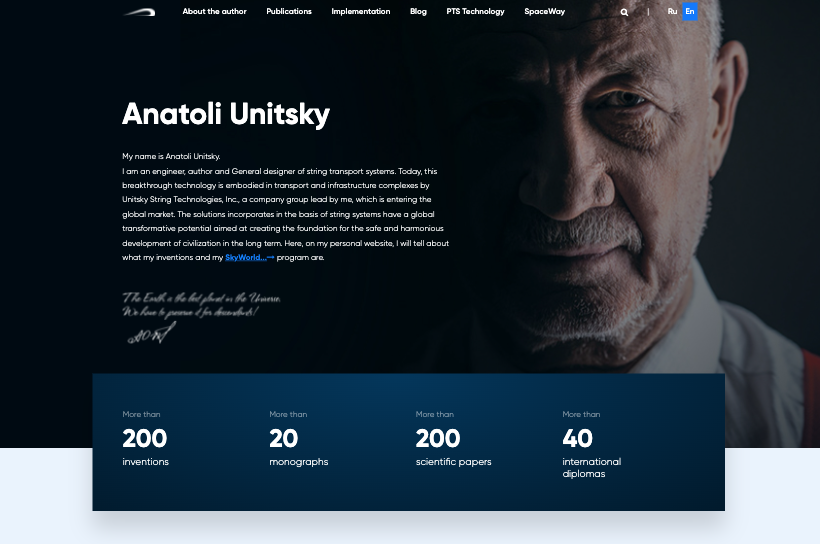 About the author Publications Implementation Blog PTS Technology SpaceWay | Ru En
Anatoli Unitsky
My name is Anatoli Unitsky.
I am an engineer, author and General designer of string transport systems. Today, this
breakthrough technology is embodied in transport and infrastructure complexes by
Unitsky String Technologies, Inc., a company group lead by me, which is entering the
global market. The solutions incorporates in the basis of string systems have a global
transformative potential aimed at creating the foundation for the safe and harmonious
development of civilization in the long term. Here, on my personal website, I will tell about
what my inventions and my SkyWorld...→ program are.
The Earth is the best planet in the Universe.
We have to preserve it for descendants!
More than
200
inventions
More than
20
monographs
More than
200
scientific papers
More than
40
international
diplomas